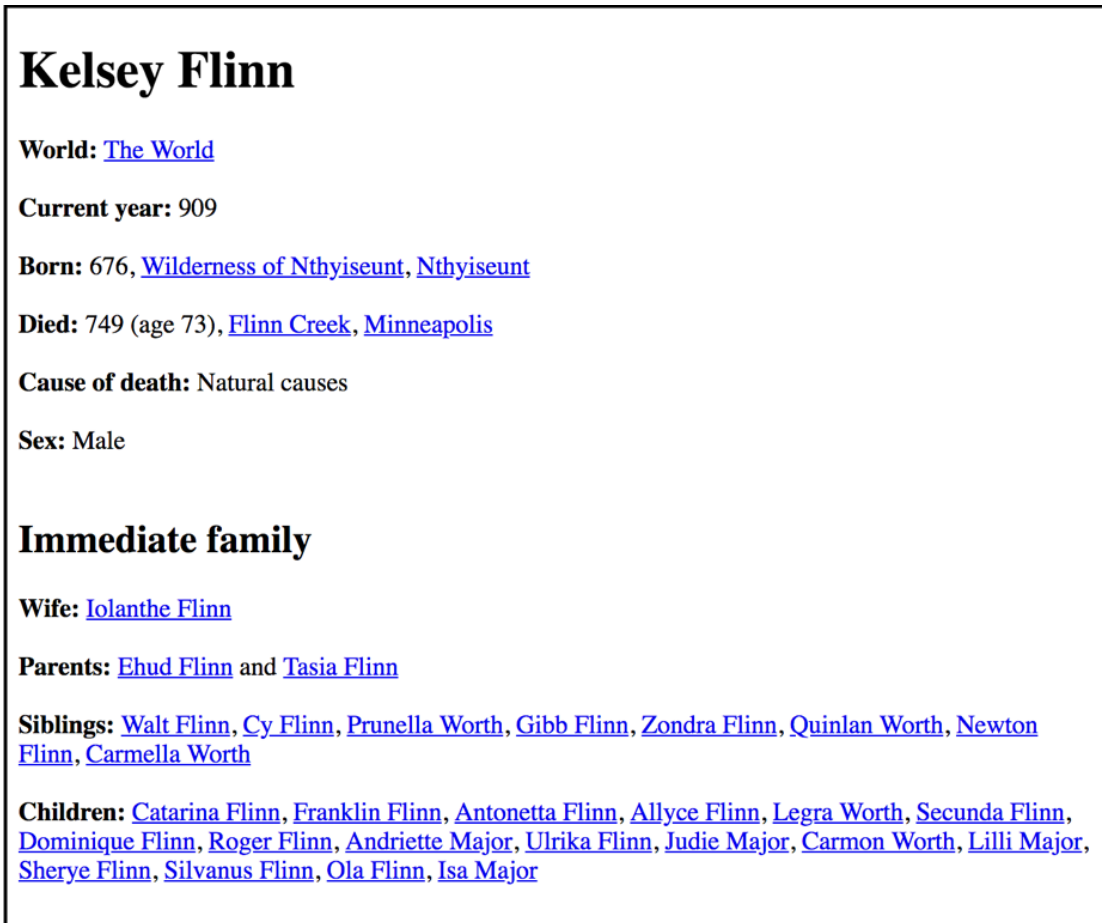 Kelsey Flinn
World: The World
Current year: 909
Born: 676, Wilderness of Nthyiseunt, Nthyiseunt
Died: 749 (age 73), Flinn Creek, Minneapolis
Cause of death: Natural causes
Sex: Male
Immediate family
Wife: Iolanthe Flinn
Parents: Ehud Flinn and Tasia Flinn
Siblings: Walt Flinn, Cy Flinn, Prunella Worth, Gibb Flinn, Zondra Flinn, Quinlan Worth, Newton
Flinn, Carmella Worth
Children: Catarina Flinn, Franklin Flinn, Antonetta Flinn, Allyce Flinn, Legra Worth, Secunda Flinn,
Dominique Flinn, Roger Flinn, Andriette Major, Ulrika Flinn, Judie Major, Carmon Worth, Lilli Major,
Sherye Flinn, Silvanus Flinn, Ola Flinn, Isa Major